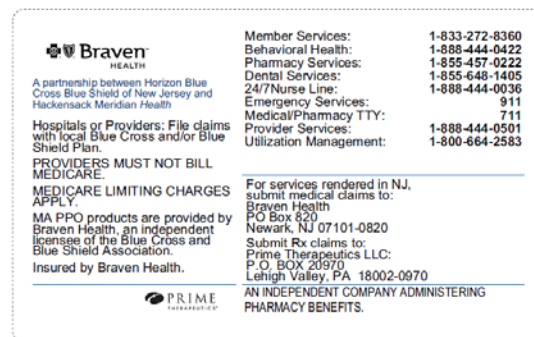 Braven
HEALTH
A partnership between Horizon Blue
Cross Blue Shield of New Jersey and
Hackensack Meridian Health
Hospitals or Providers: File claims
with local Blue Cross and/or Blue
Shield Plan.
PROVIDERS MUST NOT BILL
MEDICARE.
MEDICARE LIMITING CHARGES
APPLY.
MA PPO products are provided by
Braven Health, an independent
licensee of the Blue Cross and
Blue Shield Association.
Insured by Braven Health.
PRIME
THERAPEUTICS
Member Services: 1-833-272-8360
Behavioral Health: 1-888-444-0422
Pharmacy Services: 1-855-457-0222
Dental Services: 1-855-648-1405
24/7Nurse Line: 1-888-444-0036
Emergency Services: 911
Medical/Pharmacy TTY: 711
Provider Services: 1-888-444-0501
Utilization Management: 1-800-664-2583
For services rendered in NJ,
submit medical claims to:
Braven Health
PO Box 820
Newark, NJ 07101-0820
Submit Rx claims to:
Prime Therapeutics LLC:
P.O. BOX 20970
Lehigh Valley, PA 18002-0970
AN INDEPENDENT COMPANY ADMINISTERING
PHARMACY BENEFITS.